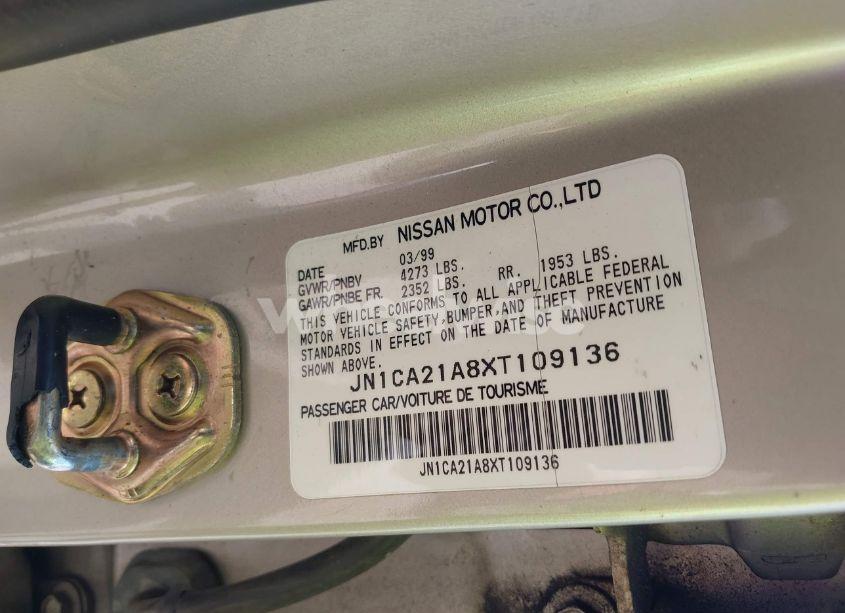 MFD.BY NISSAN MOTOR CO.,LTD
DATE 03/99
GVWR/PNBV 4273 LBS.
GAWR/PNBE FR. 2352 LBS. RR. 1953 LBS.
THIS VEHICLE CONFORMS TO ALL APPLICABLE FEDERAL
MOTOR VEHICLE SAFETY,BUMPER,AND THEFT PREVENTION
STANDARDS IN EFFECT ON THE DATE OF MANUFACTURE
SHOWN ABOVE.
JN1CA21A8XT109136
PASSENGER CAR/VOITURE DE TOURISME
JN1CA21A8XT109136